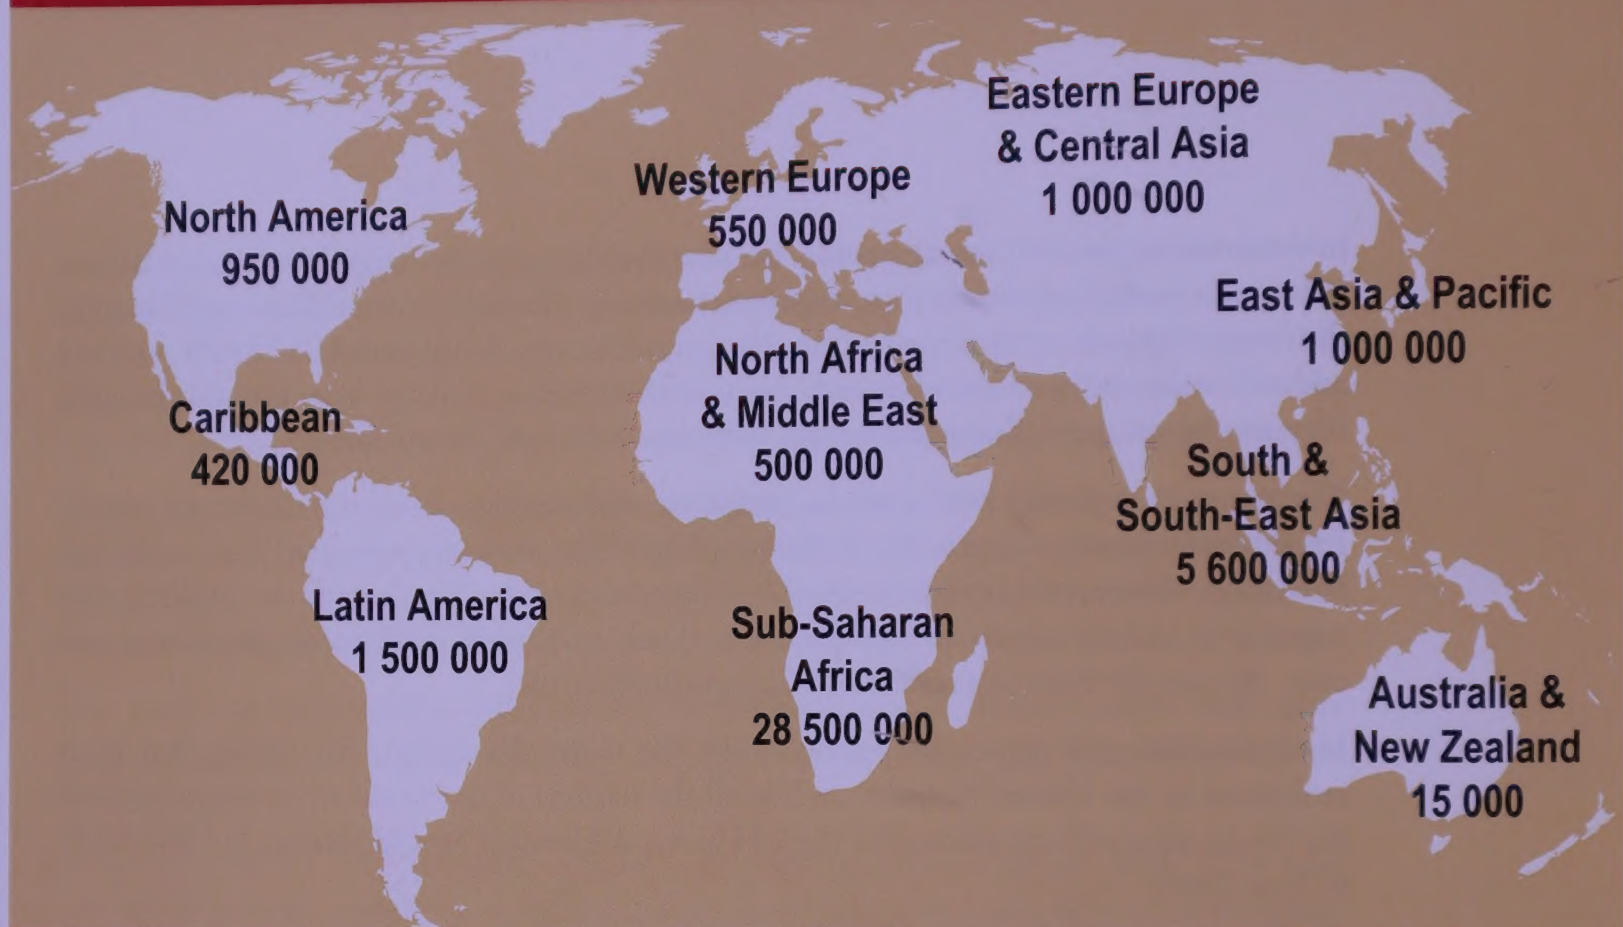 North America
950 000
Caribbean
420 000
Latin America
1 500 000
Western Europe
550 000
North Africa
& Middle East
500 000
Sub-Saharan
Africa
28 500 000
Eastern Europe
& Central Asia
1 000 000
East Asia & Pacific
1 000 000
South &
South-East Asia
5 600 000
Australia &
New Zealand
15 000